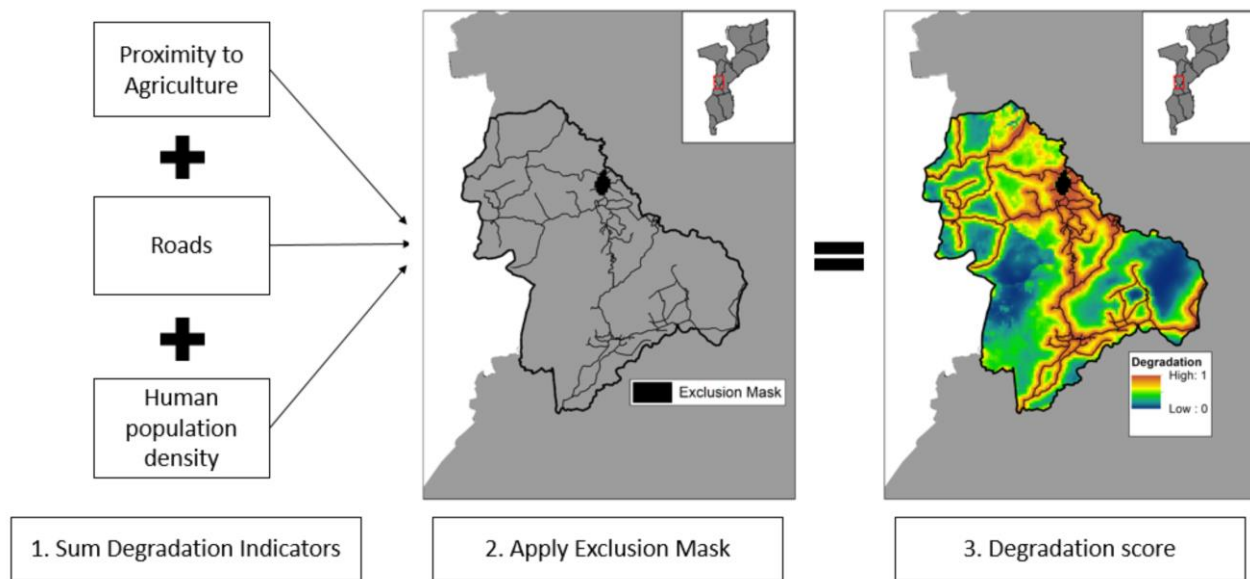 Proximity to
Agriculture
Roads
Human
population
density
1. Sum Degradation Indicators
Exclusion Mask
2. Apply Exclusion Mask
Degradation
High: 1
Low : 0
3. Degradation score